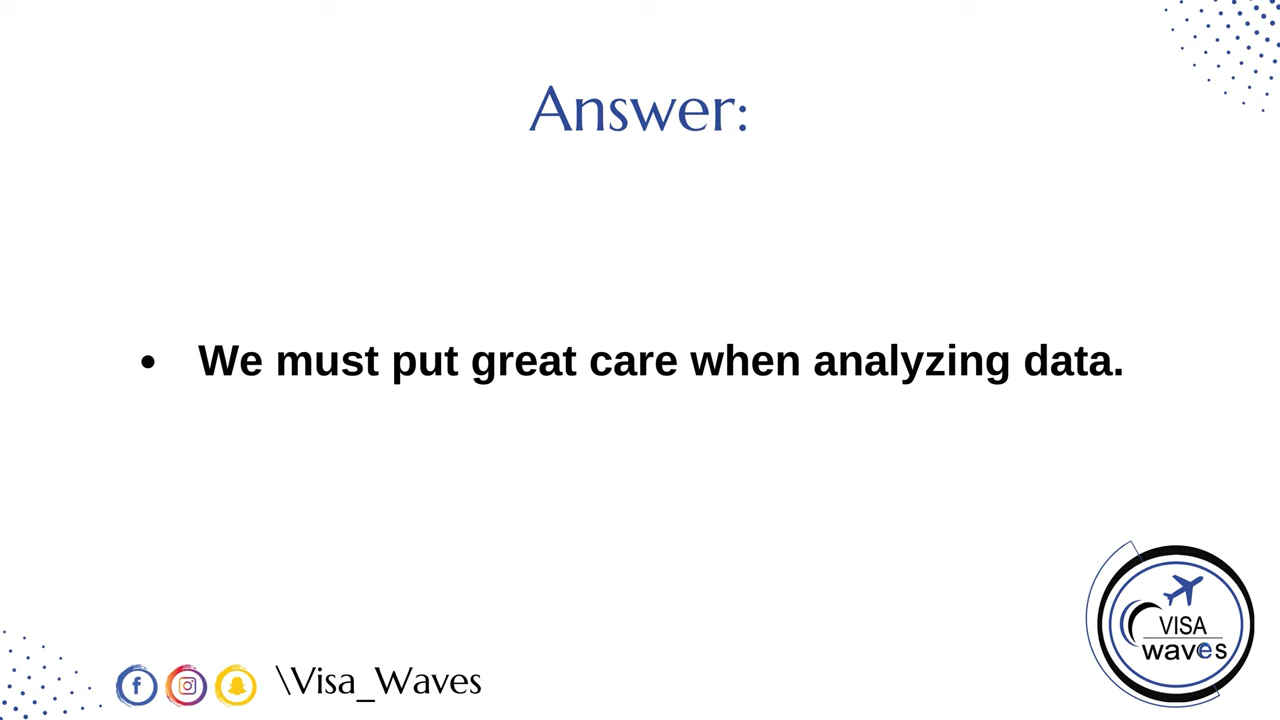 Answer:
• We must put great care when analyzing data.
VISA
waves
\Visa_Waves